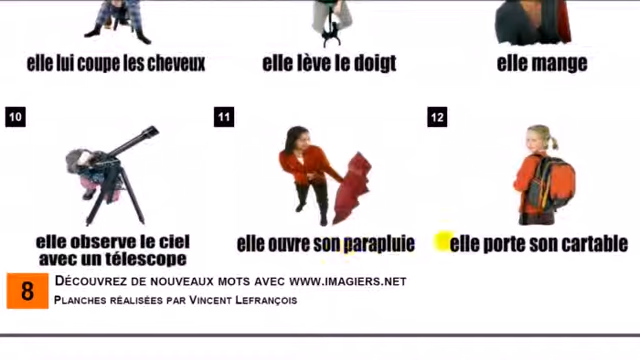 elle lui coupe les cheveux
elle lève le doigt
elle mange
10
11
12
elle observe le ciel
avec un télescope
elle ouvre son parapluie
elle porte son cartable
8
Découvrez de nouveaux mots avec www.imagiers.net
Planches réalisées par Vincent Lefrançois